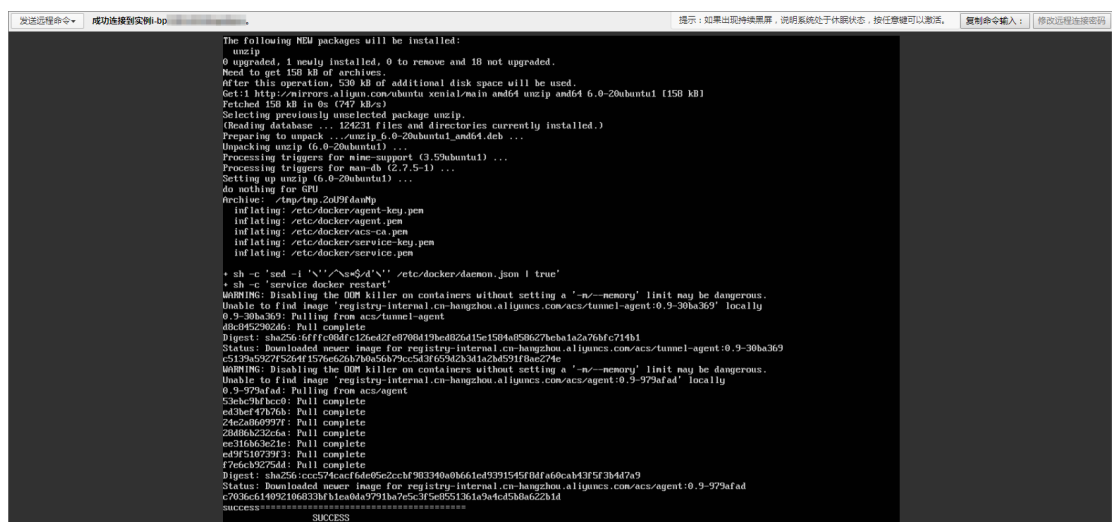 发送远程命令▾ 成功连接到实例i-bp 。 提示：如果出现持续黑屏，说明系统处于休眠状态，按任意键可以激活。 复制命令输入： 修改远程连接密码
The following NEW packages will be installed:
  unzip
0 upgraded, 1 newly installed, 0 to remove and 18 not upgraded.
Need to get 158 kB of archives.
After this operation, 530 kB of additional disk space will be used.
Get:1 http://mirrors.aliyun.com/ubuntu xenial/main amd64 unzip amd64 6.0-20ubuntu1 [158 kB]
Fetched 158 kB in 0s (747 kB/s)
Selecting previously unselected package unzip.
(Reading database ... 124231 files and directories currently installed.)
Preparing to unpack .../unzip_6.0-20ubuntu1_amd64.deb ...
Unpacking unzip (6.0-20ubuntu1) ...
Processing triggers for mime-support (3.59ubuntu1) ...
Processing triggers for man-db (2.7.5-1) ...
Setting up unzip (6.0-20ubuntu1) ...
do nothing for GPU
Archive:  /tmp/tmp.2oU9fdanMp
  inflating: /etc/docker/agent-key.pem
  inflating: /etc/docker/agent.pem
  inflating: /etc/docker/acs-ca.pem
  inflating: /etc/docker/service-key.pem
  inflating: /etc/docker/service.pem
+ sh -c 'sed -i '\''/^\s*$/d'\'' /etc/docker/daemon.json | true'
+ sh -c 'service docker restart'
WARNING: Disabling the OOM killer on containers without setting a '-m/--memory' limit may be dangerous.
Unable to find image 'registry-internal.cn-hangzhou.aliyuncs.com/acs/tunnel-agent:0.9-30ba369' locally
0.9-30ba369: Pulling from acs/tunnel-agent
d8c8452902d6: Pull complete
Digest: sha256:6fffc08dfc126ed2fe8708d19bed826d15e1584a858627beba1a2a76bfc714b1
Status: Downloaded newer image for registry-internal.cn-hangzhou.aliyuncs.com/acs/tunnel-agent:0.9-30ba369
c5139a5927f5264f1576e626b7b0a56b79cc5d3f659d2b3d1a2bd591f8ae274e
WARNING: Disabling the OOM killer on containers without setting a '-m/--memory' limit may be dangerous.
Unable to find image 'registry-internal.cn-hangzhou.aliyuncs.com/acs/agent:0.9-979afad' locally
0.9-979afad: Pulling from acs/agent
53ebc9bfbcc0: Pull complete
ed3bef47b76b: Pull complete
24e2a860997f: Pull complete
28d86b232c6a: Pull complete
ee316b63e21e: Pull complete
ed9f510739f3: Pull complete
f7e6cb9275dd: Pull complete
Digest: sha256:ccc574cacf6de05e2ccbf983340a0b661ed9391545f8dfa60cab43f5f3b4d7a9
Status: Downloaded newer image for registry-internal.cn-hangzhou.aliyuncs.com/acs/agent:0.9-979afad
c7036c614092106833bfb1ea0da9791ba7e5c3f5e8551361a9a4cd5b8a622b1d
success=======================================
SUCCESS